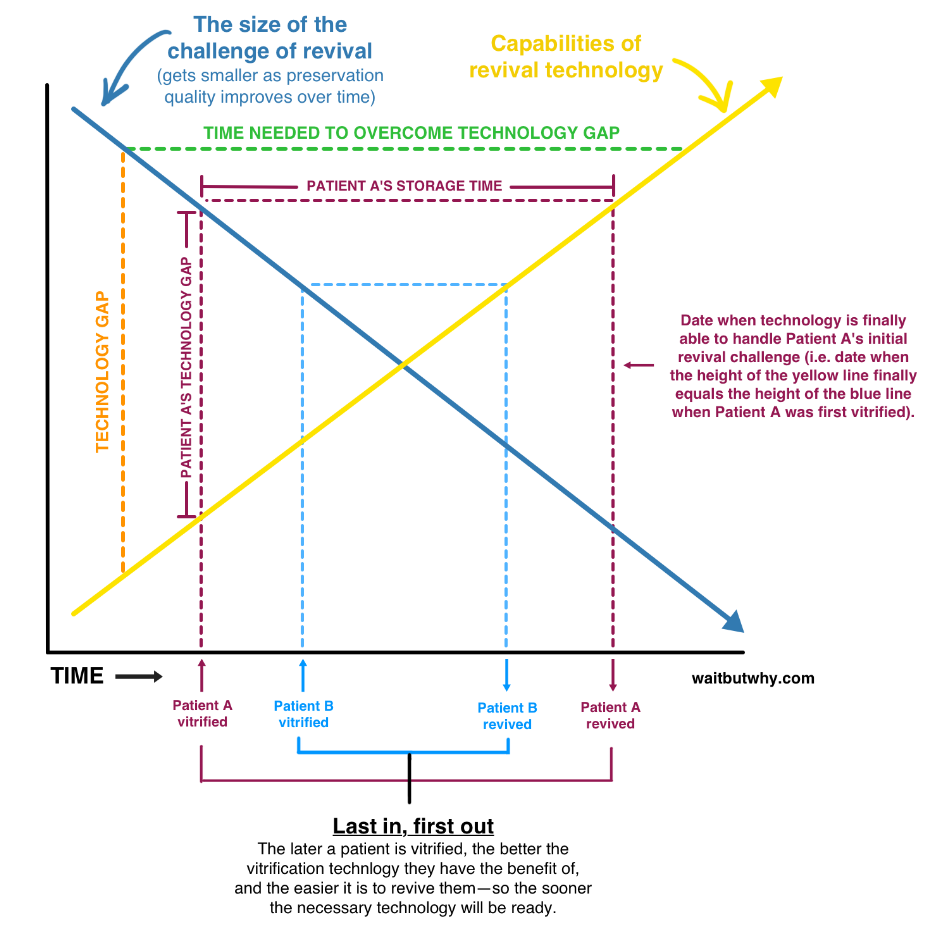 The size of the
challenge of revival
(gets smaller as preservation
quality improves over time)
Capabilities of
revival technology
TIME NEEDED TO OVERCOME TECHNOLOGY GAP
PATIENT A'S STORAGE TIME
TECHNOLOGY GAP
PATIENT A'S TECHNOLOGY GAP
Date when technology is finally
able to handle Patient A's initial
revival challenge (i.e. date when
the height of the yellow line finally
equals the height of the blue line
when Patient A was first vitrified).
TIME
waitbutwhy.com
Patient A
vitrified
Patient B
vitrified
Patient B
revived
Patient A
revived
Last in, first out
The later a patient is vitrified, the better the
vitrification technlogy they have the benefit of,
and the easier it is to revive them—so the sooner
the necessary technology will be ready.